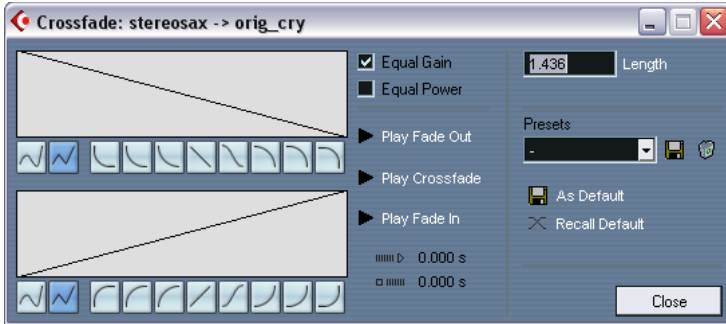 Crossfade: stereosax -> orig_cry
Equal Gain
Equal Power
Play Fade Out
Play Crossfade
Play Fade In
0.000 s
0.000 s
1.436 Length
Presets
-
As Default
Recall Default
Close